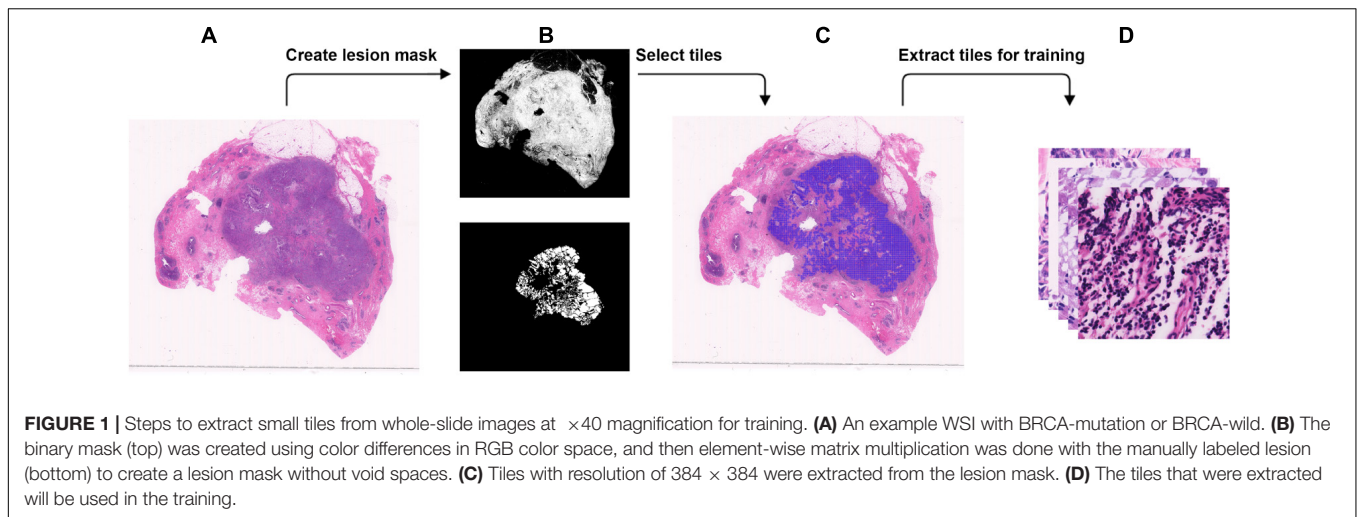 A
B
C
D
Create lesion mask
Select tiles
Extract tiles for training
FIGURE 1 | Steps to extract small tiles from whole-slide images at ×40 magnification for training. (A) An example WSI with BRCA-mutation or BRCA-wild. (B) The
binary mask (top) was created using color differences in RGB color space, and then element-wise matrix multiplication was done with the manually labeled lesion
(bottom) to create a lesion mask without void spaces. (C) Tiles with resolution of 384 × 384 were extracted from the lesion mask. (D) The tiles that were extracted
will be used in the training.